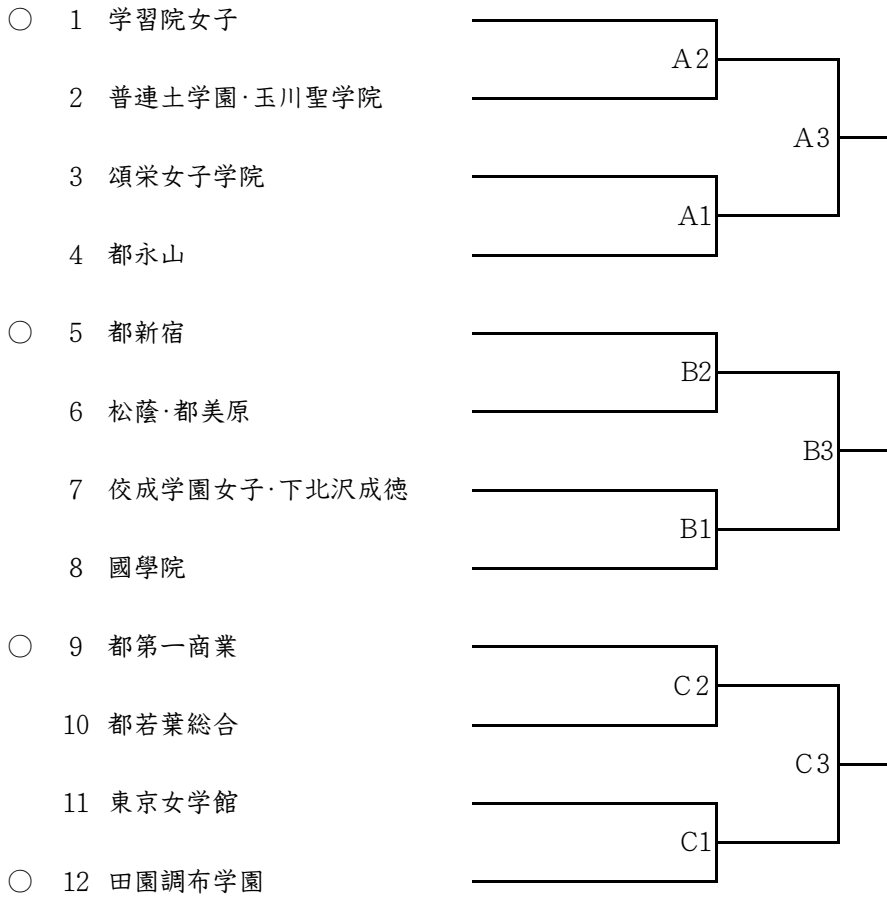 ○ 1 学習院女子
A2
2 普連土学園·玉川聖学院
A3
3 頌栄女子学院
A1
4 都永山
○ 5 都新宿
B2
6 松蔭·都美原
B3
7 佼成学園女子·下北沢成徳
B1
8 國學院
○ 9 都第一商業
C2
10 都若葉総合
C3
11 東京女学館
C1
○ 12 田園調布学園